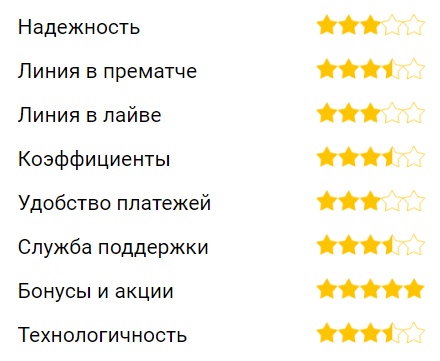 Надежность
Линия в прематче
Линия в лайве
Коэффициенты
Удобство платежей
Служба поддержки
Бонусы и акции
Технологичность